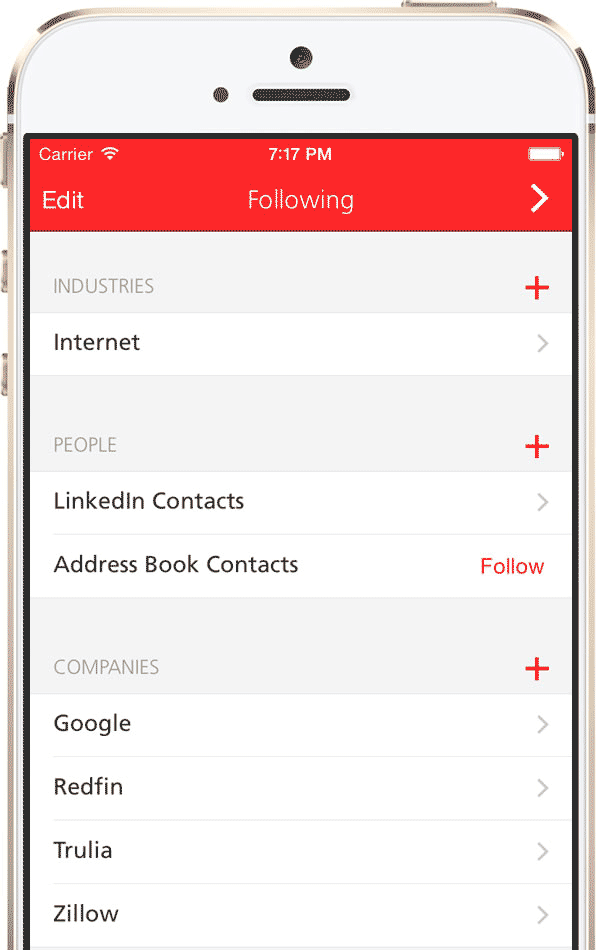 Carrier 7:17 PM
Edit Following
INDUSTRIES
Internet
PEOPLE
LinkedIn Contacts
Address Book Contacts Follow
COMPANIES
Google
Redfin
Trulia
Zillow